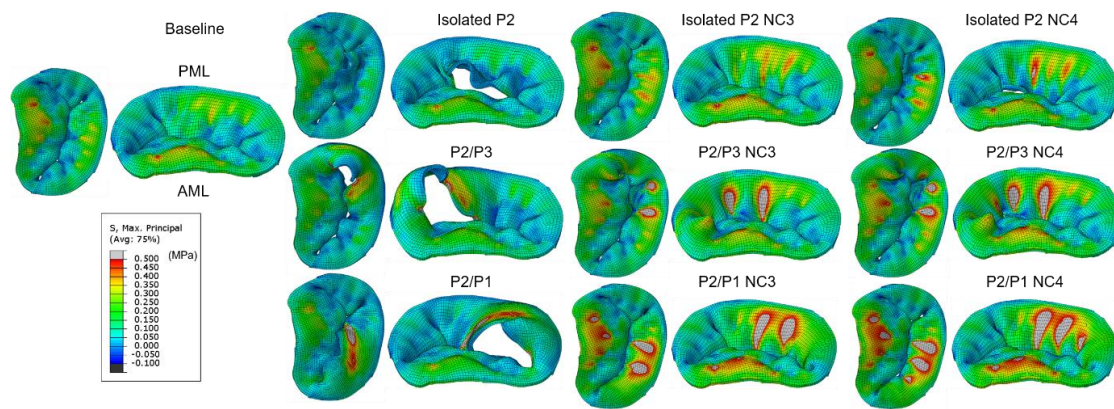 Baseline
PML
AML
S, Max. Principal
(Avg: 75%)
(MPa)
0.500
0.450
0.400
0.350
0.300
0.250
0.200
0.150
0.100
0.050
0.000
-0.050
-0.100
Isolated P2
Isolated P2 NC3
Isolated P2 NC4
P2/P3
P2/P3 NC3
P2/P3 NC4
P2/P1
P2/P1 NC3
P2/P1 NC4